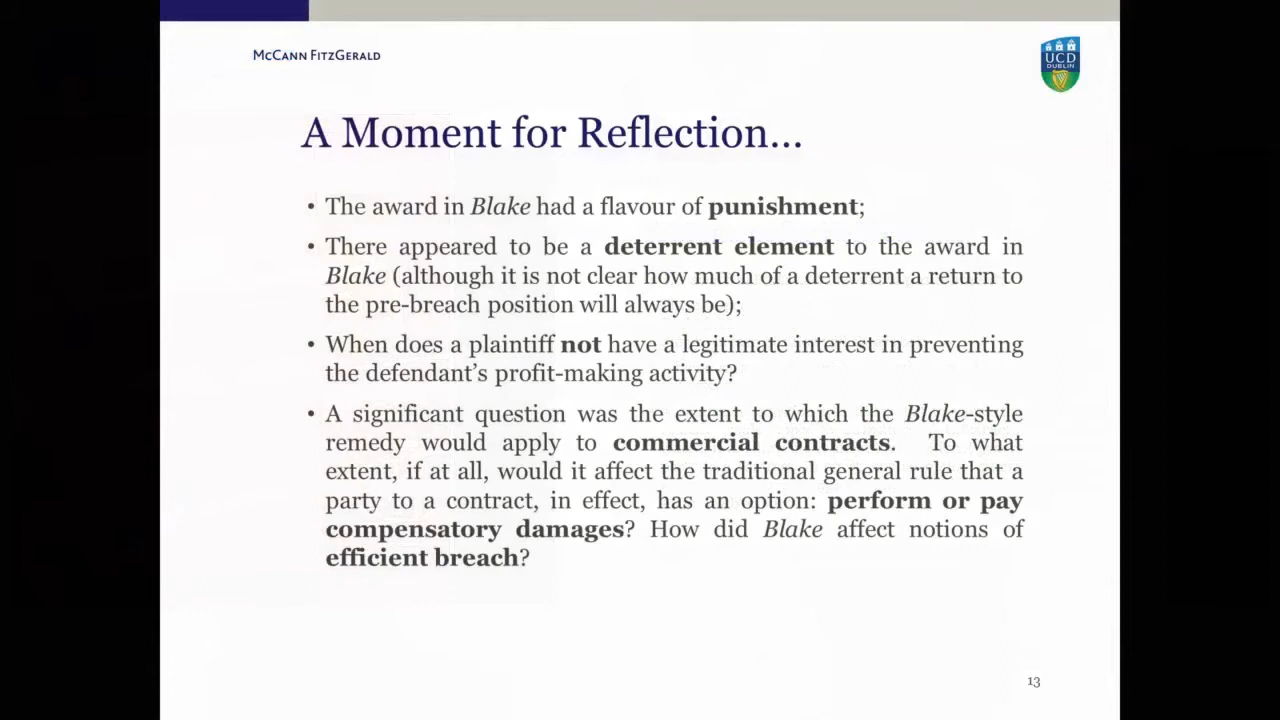 McCANN FITZGERALD
UCD
DUBLIN
A Moment for Reflection...
• The award in Blake had a flavour of punishment;
• There appeared to be a deterrent element to the award in
Blake (although it is not clear how much of a deterrent a return to
the pre-breach position will always be);
• When does a plaintiff not have a legitimate interest in preventing
the defendant's profit-making activity?
• A significant question was the extent to which the Blake-style
remedy would apply to commercial contracts. To what
extent, if at all, would it affect the traditional general rule that a
party to a contract, in effect, has an option: perform or pay
compensatory damages? How did Blake affect notions of
efficient breach?
13